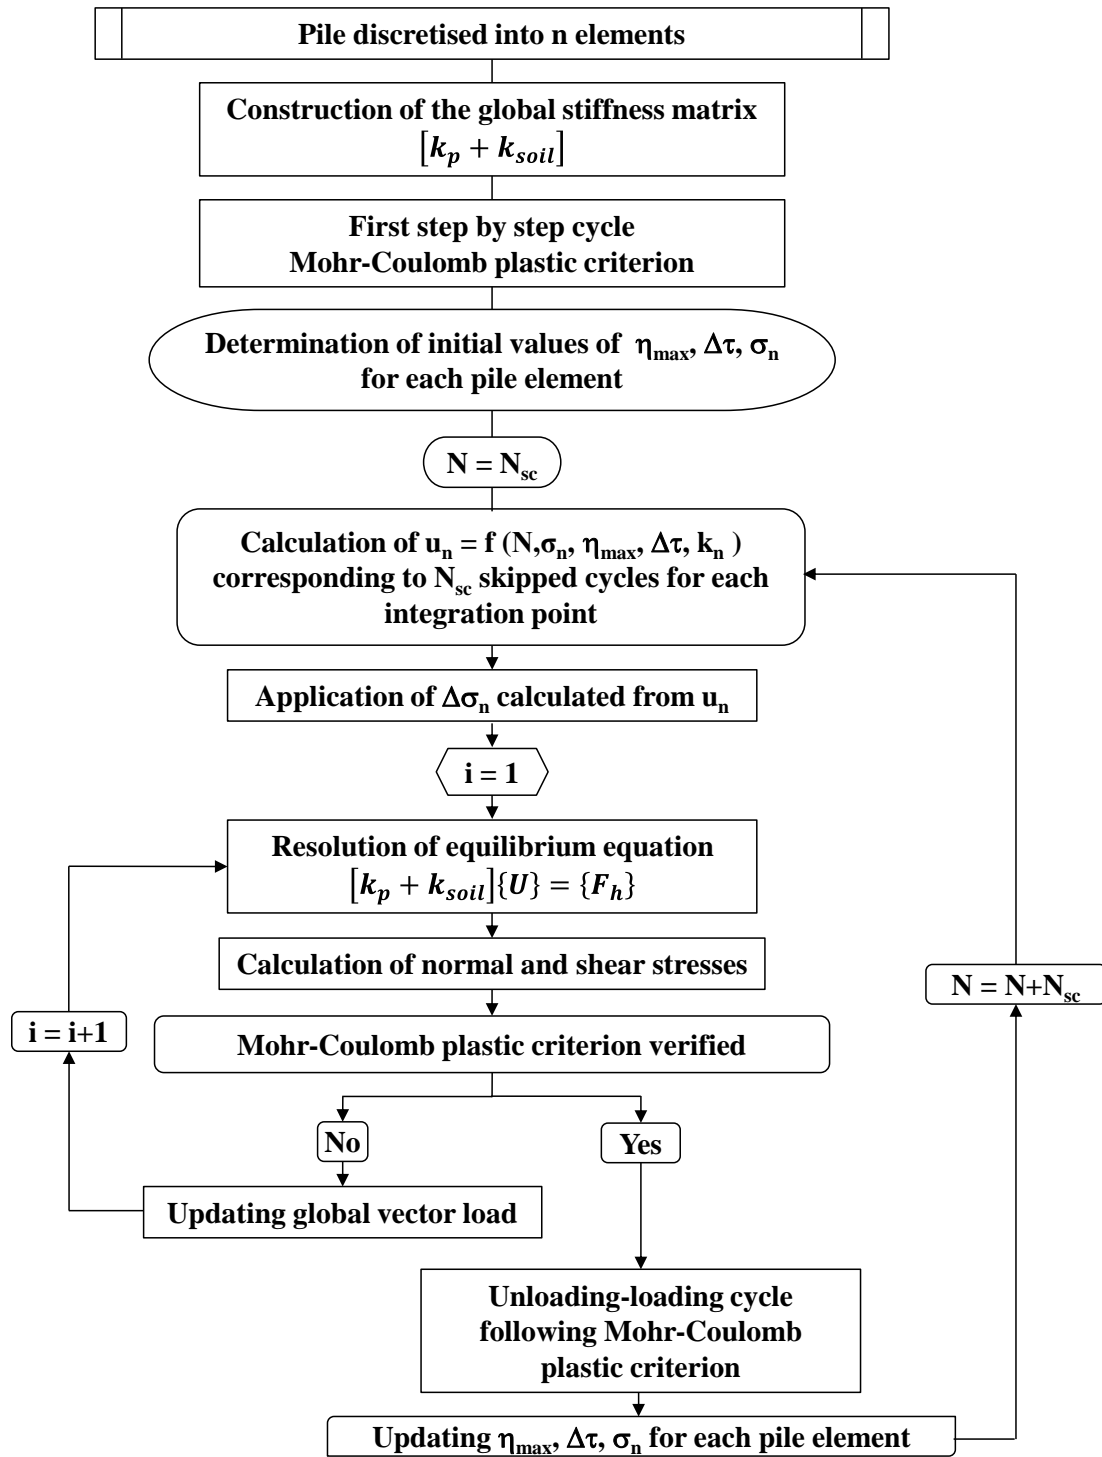 Pile discretised into n elements
Construction of the global stiffness matrix
[k_p + k_soil]
First step by step cycle
Mohr-Coulomb plastic criterion
Determination of initial values of η_max, Δτ, σ_n
for each pile element
N = N_sc
Calculation of u_n = f (N,σ_n, η_max, Δτ, k_n )
corresponding to N_sc skipped cycles for each
integration point
Application of Δσ_n calculated from u_n
i = 1
Resolution of equilibrium equation
[k_p + k_soil]{U} = {F_h}
Calculation of normal and shear stresses
N = N+N_sc
i = i+1
Mohr-Coulomb plastic criterion verified
No
Yes
Updating global vector load
Unloading-loading cycle
following Mohr-Coulomb
plastic criterion
Updating η_max, Δτ, σ_n for each pile element